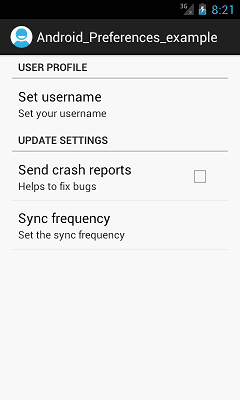 3G 8:21
Android_Preferences_example
USER PROFILE
Set username
Set your username
UPDATE SETTINGS
Send crash reports
Helps to fix bugs
Sync frequency
Set the sync frequency